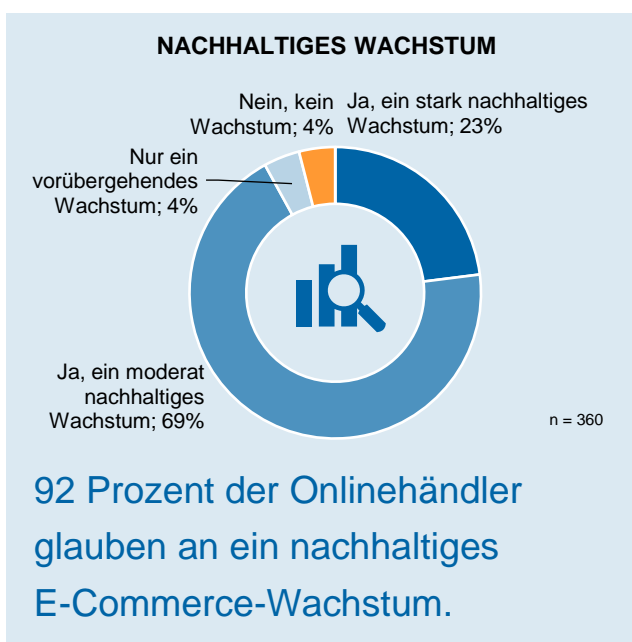 NACHHALTIGES WACHSTUM
Nein, kein
Wachstum; 4%
Ja, ein stark nachhaltiges
Wachstum; 23%
Nur ein
vorübergehendes
Wachstum; 4%
Ja, ein moderat
nachhaltiges
Wachstum; 69%
n = 360
92 Prozent der Onlinehändler
glauben an ein nachhaltiges
E-Commerce-Wachstum.